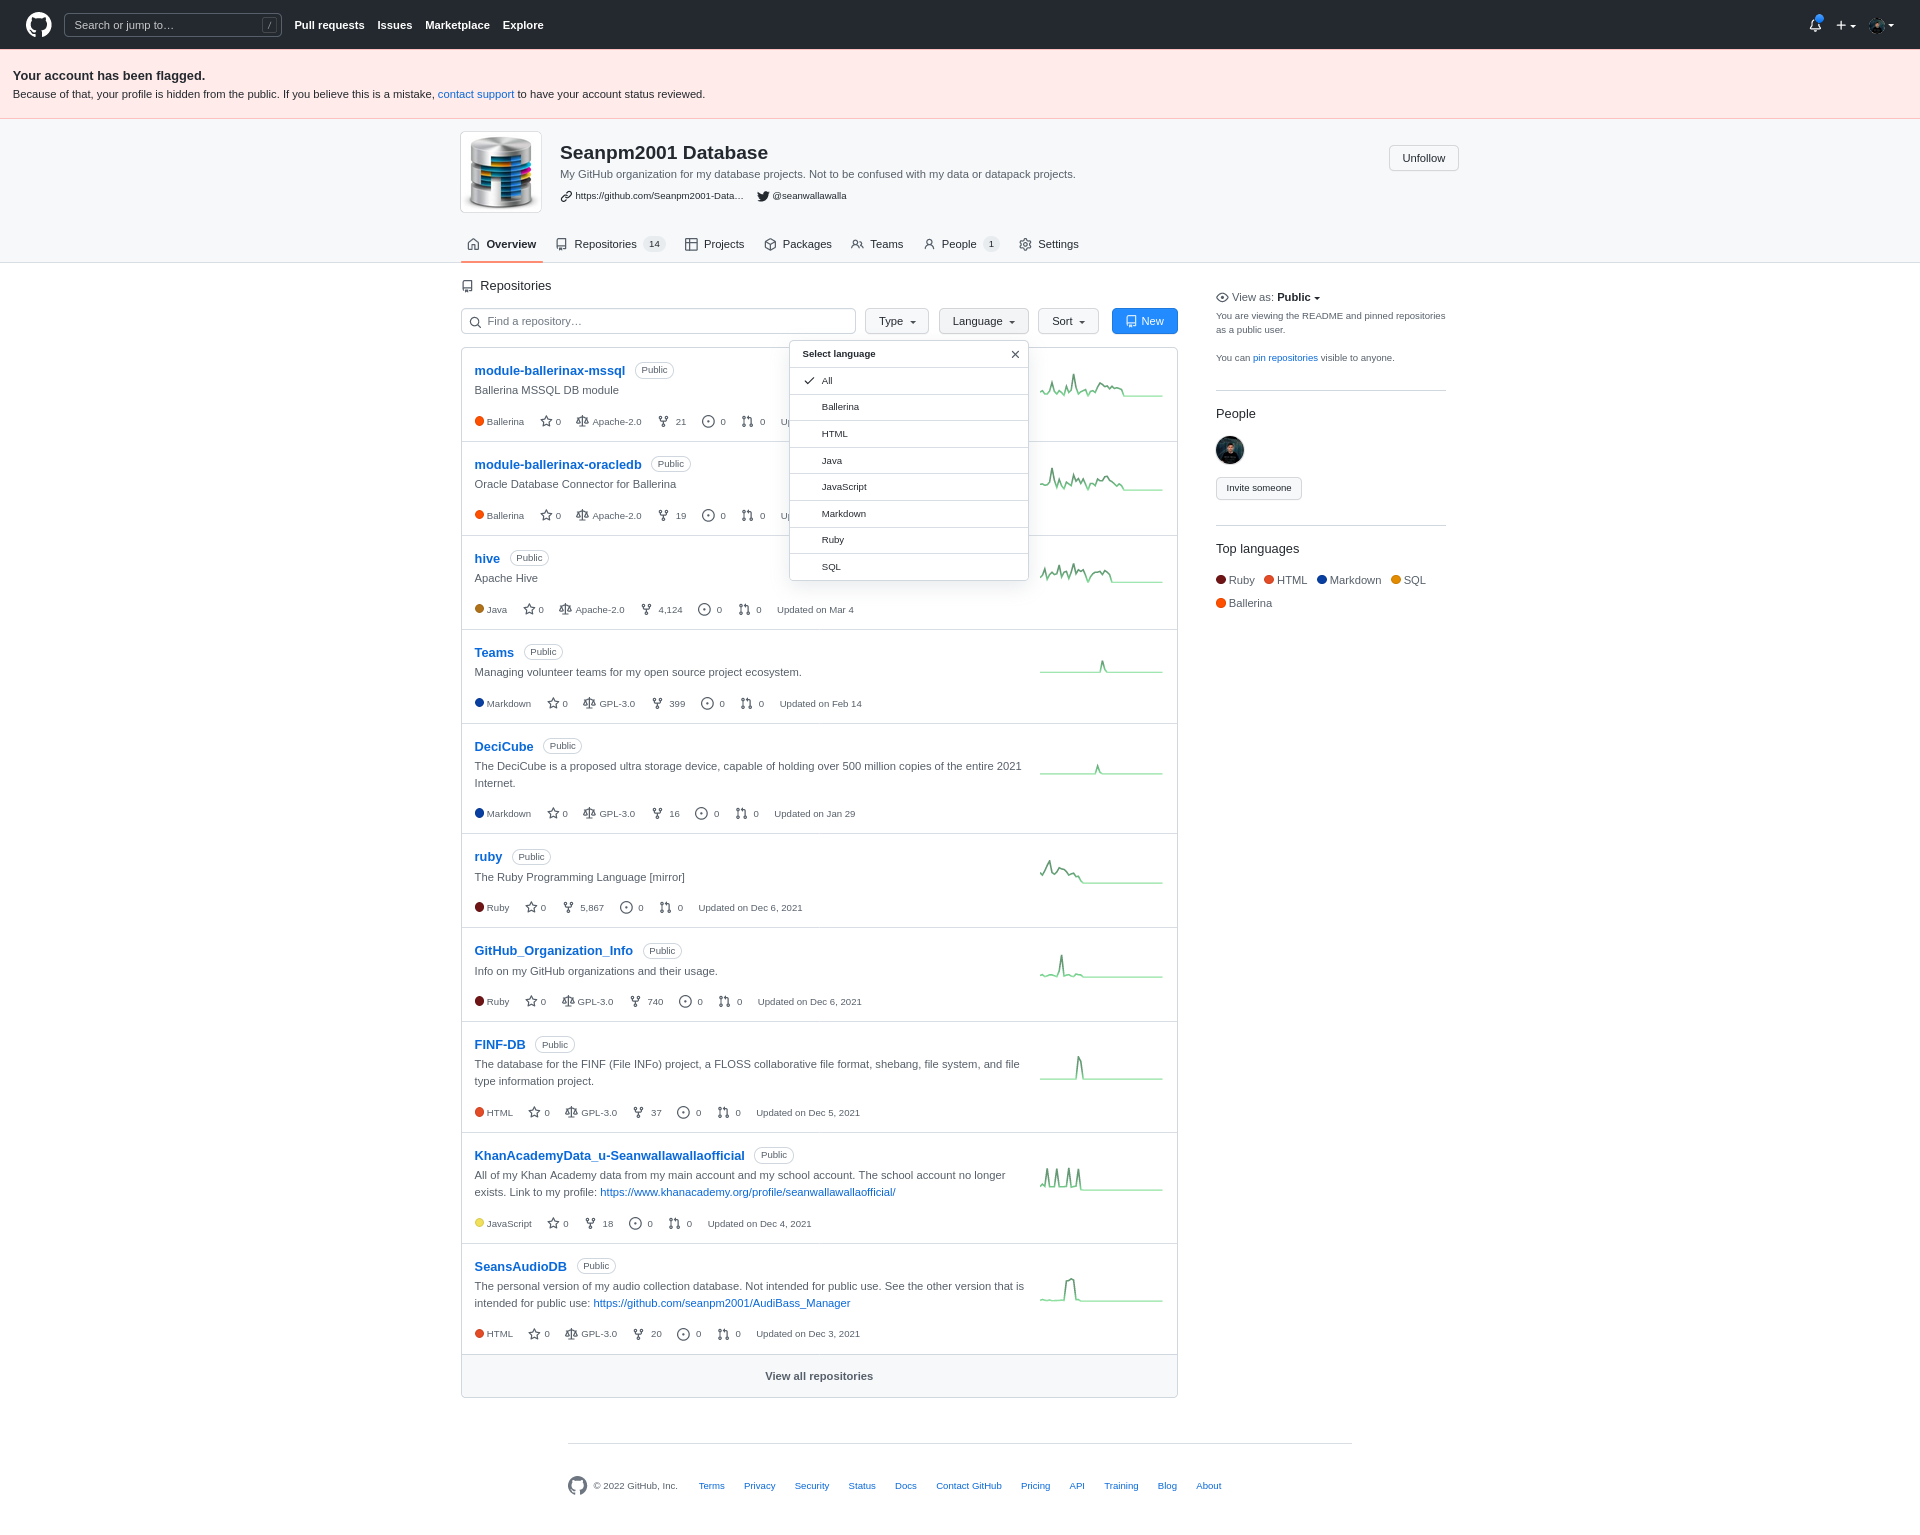 Search or jump to… /
Pull requests Issues Marketplace Explore
Your account has been flagged.
Because of that, your profile is hidden from the public. If you believe this is a mistake, contact support to have your account status reviewed.
Seanpm2001 Database
My GitHub organization for my database projects. Not to be confused with my data or datapack projects.
https://github.com/Seanpm2001-Data… @seanwallawalla
Unfollow
Overview Repositories 14 Projects Packages Teams People 1 Settings
Repositories
Find a repository… Type Language Sort New
Select language
All
Ballerina
HTML
Java
JavaScript
Markdown
Ruby
SQL
module-ballerinax-mssql Public
Ballerina MSSQL DB module
Ballerina 0 Apache-2.0 21 0 0
module-ballerinax-oracledb Public
Oracle Database Connector for Ballerina
Ballerina 0 Apache-2.0 19 0 0
hive Public
Apache Hive
Java 0 Apache-2.0 4,124 0 0 Updated on Mar 4
Teams Public
Managing volunteer teams for my open source project ecosystem.
Markdown 0 GPL-3.0 399 0 0 Updated on Feb 14
DeciCube Public
The DeciCube is a proposed ultra storage device, capable of holding over 500 million copies of the entire 2021
Internet.
Markdown 0 GPL-3.0 16 0 0 Updated on Jan 29
ruby Public
The Ruby Programming Language [mirror]
Ruby 0 5,867 0 0 Updated on Dec 6, 2021
GitHub_Organization_Info Public
Info on my GitHub organizations and their usage.
Ruby 0 GPL-3.0 740 0 0 Updated on Dec 6, 2021
FINF-DB Public
The database for the FINF (File INFo) project, a FLOSS collaborative file format, shebang, file system, and file
type information project.
HTML 0 GPL-3.0 37 0 0 Updated on Dec 5, 2021
KhanAcademyData_u-Seanwallawallaofficial Public
All of my Khan Academy data from my main account and my school account. The school account no longer
exists. Link to my profile: https://www.khanacademy.org/profile/seanwallawallaofficial/
JavaScript 0 18 0 0 Updated on Dec 4, 2021
SeansAudioDB Public
The personal version of my audio collection database. Not intended for public use. See the other version that is
intended for public use: https://github.com/seanpm2001/AudiBass_Manager
HTML 0 GPL-3.0 20 0 0 Updated on Dec 3, 2021
View all repositories
View as: Public
You are viewing the README and pinned repositories
as a public user.
You can pin repositories visible to anyone.
People
Invite someone
Top languages
Ruby HTML Markdown SQL
Ballerina
© 2022 GitHub, Inc. Terms Privacy Security Status Docs Contact GitHub Pricing API Training Blog About